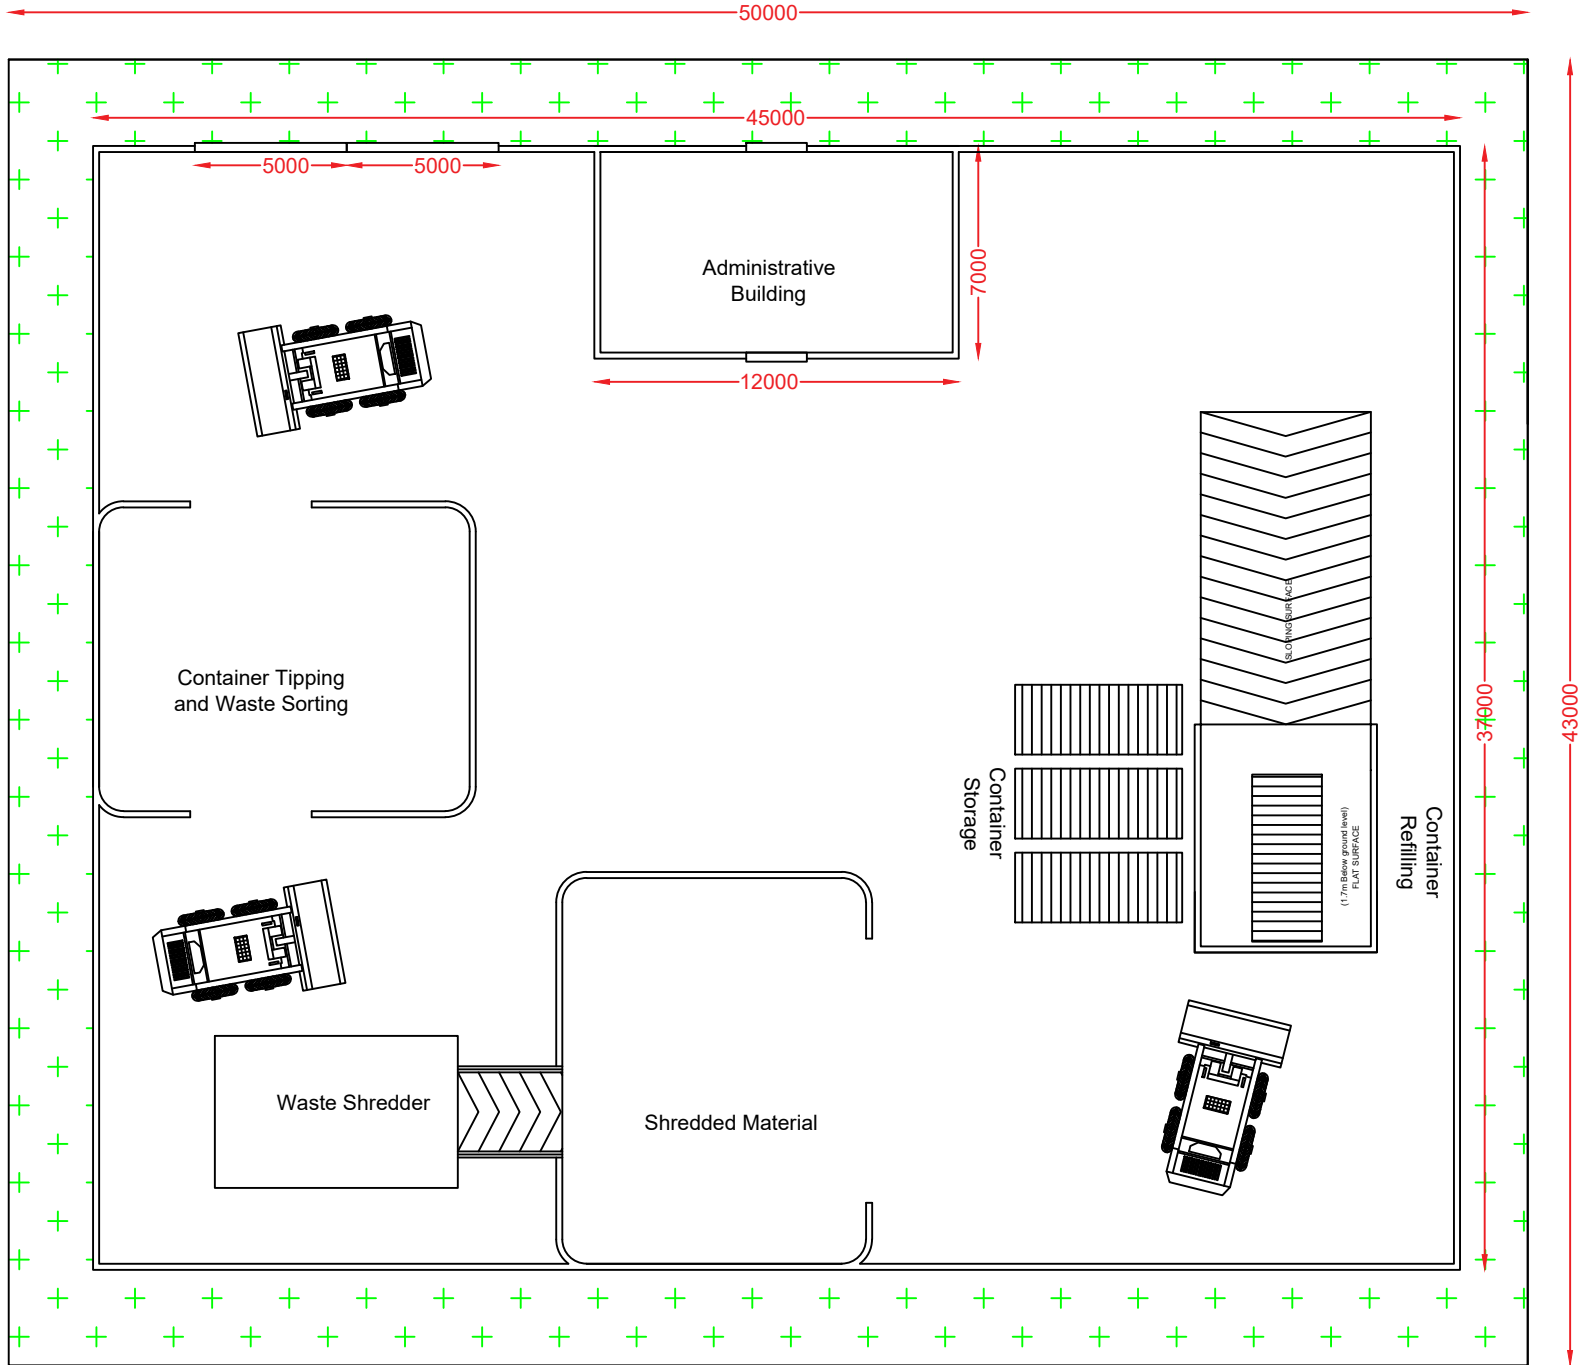 50000
45000
5000
5000
Administrative
Building
7000
12000
SLOPING SURFACE
Container Tipping
and Waste Sorting
37000
43000
Container
Storage
Container
Refilling
(1.7m Below ground level)
FLAT SURFACE
Waste Shredder
Shredded Material